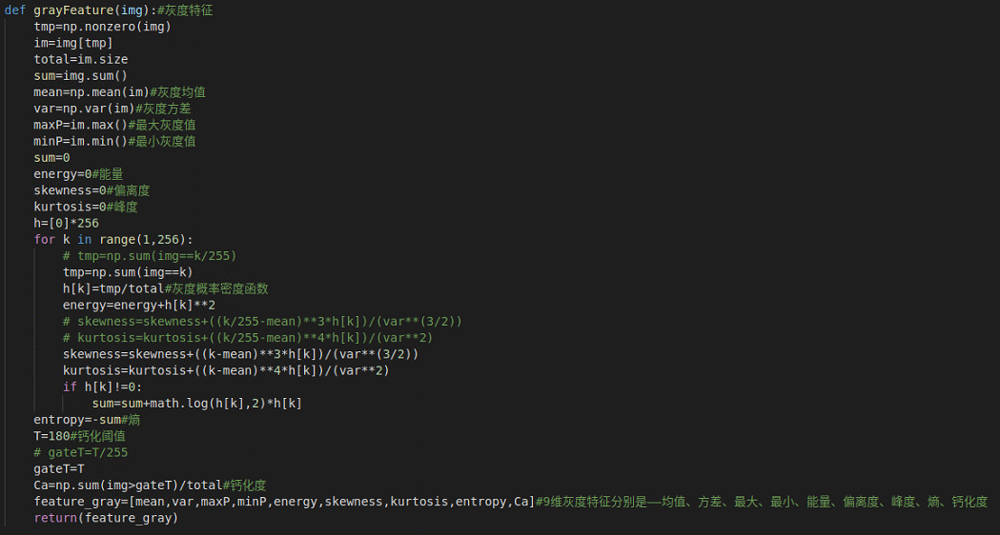 def grayFeature(img):#灰度特征
    tmp=np.nonzero(img)
    im=img[tmp]
    total=im.size
    sum=img.sum()
    mean=np.mean(im)#灰度均值
    var=np.var(im)#灰度方差
    maxP=im.max()#最大灰度值
    minP=im.min()#最小灰度值
    sum=0
    energy=0#能量
    skewness=0#偏离度
    kurtosis=0#峰度
    h=[0]*256
    for k in range(1,256):
        # tmp=np.sum(img==k/255)
        tmp=np.sum(img==k)
        h[k]=tmp/total#灰度概率密度函数
        energy=energy+h[k]**2
        # skewness=skewness+((k/255-mean)**3*h[k])/(var**(3/2))
        # kurtosis=kurtosis+((k/255-mean)**4*h[k])/(var**2)
        skewness=skewness+((k-mean)**3*h[k])/(var**(3/2))
        kurtosis=kurtosis+((k-mean)**4*h[k])/(var**2)
        if h[k]!=0:
            sum=sum+math.log(h[k],2)*h[k]
    entropy=-sum#熵
    T=180#钙化阈值
    # gateT=T/255
    gateT=T
    Ca=np.sum(img>gateT)/total#钙化度
    feature_gray=[mean,var,maxP,minP,energy,skewness,kurtosis,entropy,Ca]#9维灰度特征分别是——均值、方差、最大、最小、能量、偏离度、峰度、熵、钙化度
    return(feature_gray)